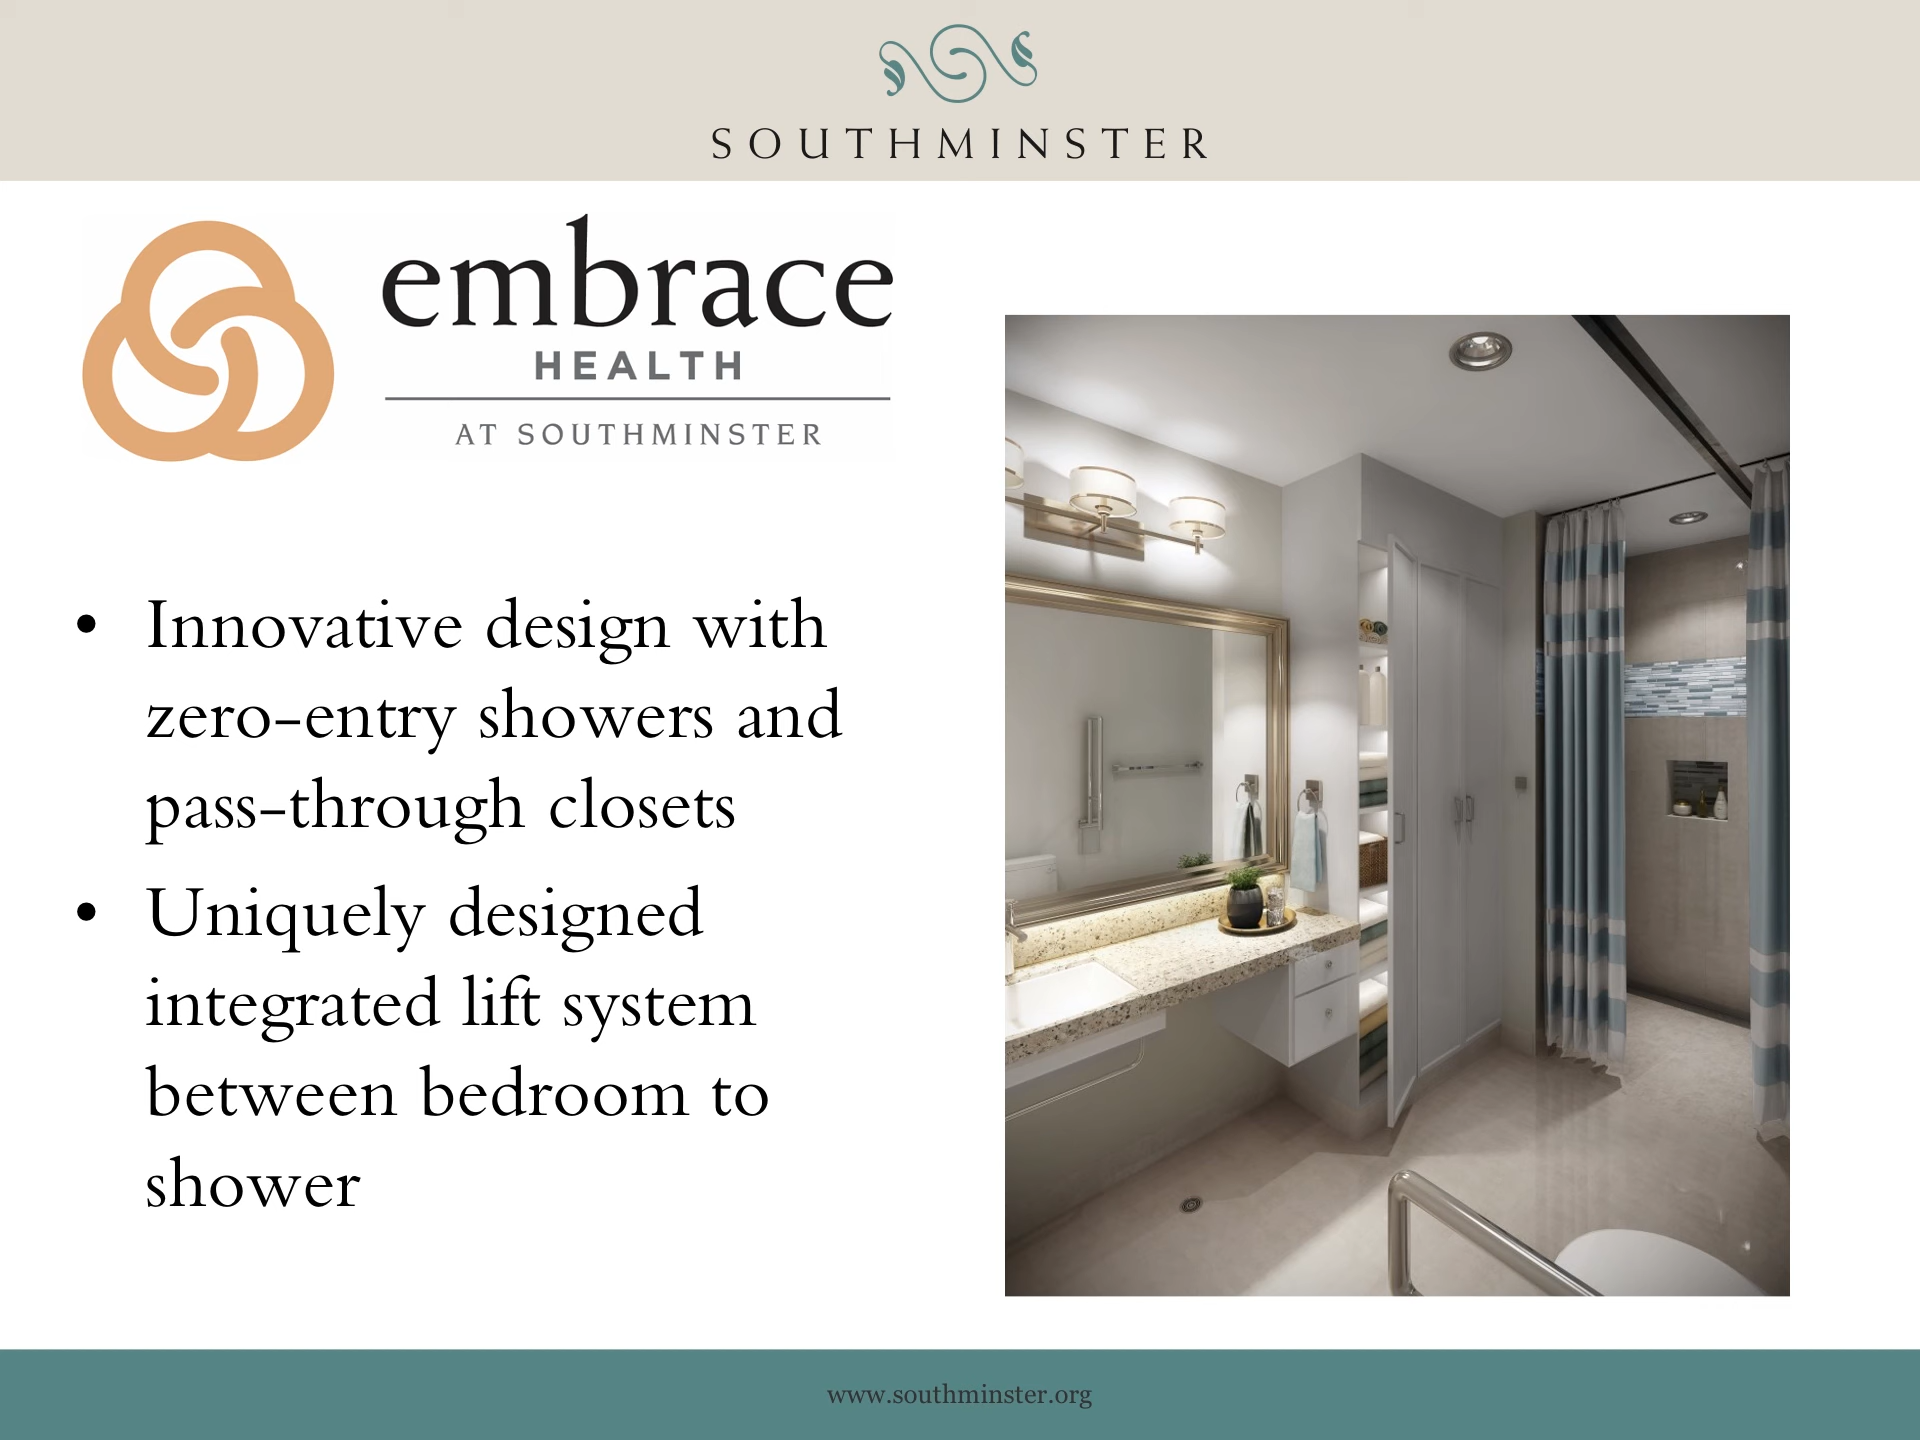 SOUTHMINSTER
embrace
HEALTH
AT SOUTHMINSTER
• Innovative design with
zero-entry showers and
pass-through closets
• Uniquely designed
integrated lift system
between bedroom to
shower
www.southminster.org